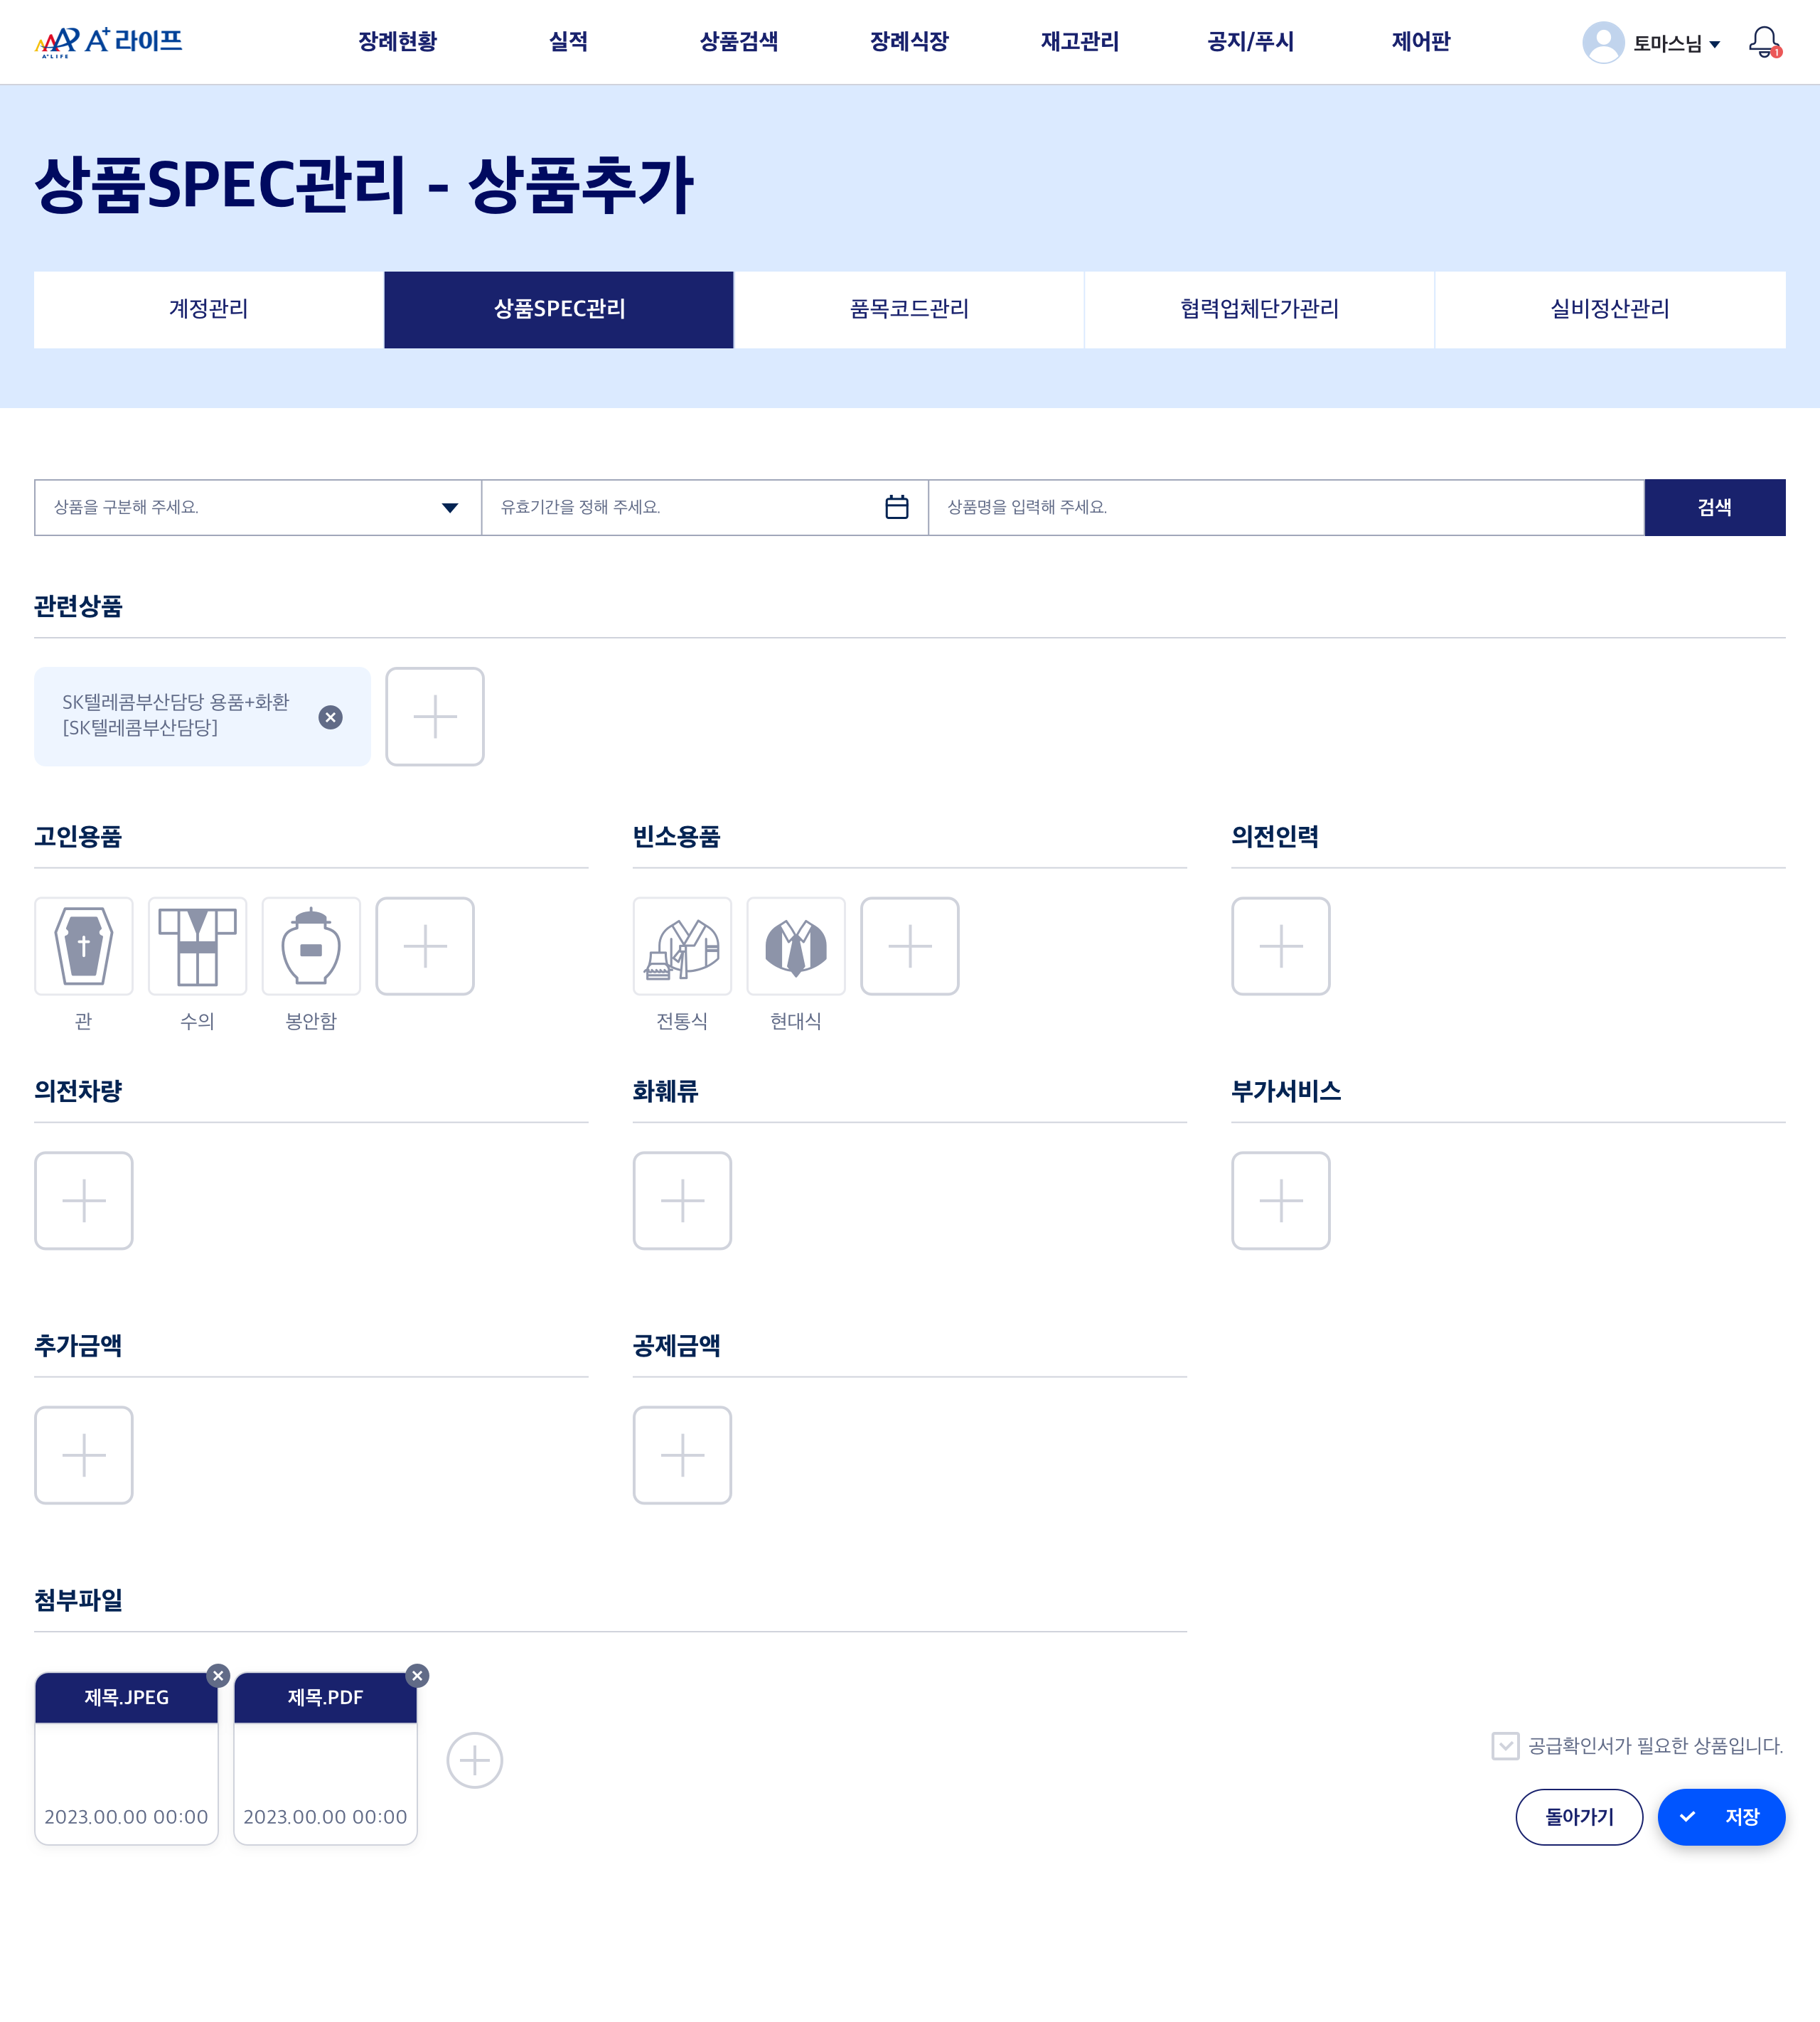 A+LIFE A+라이프
장례현황 실적 상품검색 장례식장 재고관리 공지/푸시 제어판 토마스님 1
상품SPEC관리 - 상품추가
계정관리 상품SPEC관리 품목코드관리 협력업체단가관리 실비정산관리
상품을 구분해 주세요. 유효기간을 정해 주세요. 상품명을 입력해 주세요. 검색
관련상품
SK텔레콤부산담당 용품+화환
[SK텔레콤부산담당]
고인용품 빈소용품 의전인력
관 수의 봉안함 전통식 현대식
의전차량 화훼류 부가서비스
추가금액 공제금액
첨부파일
제목.JPEG 제목.PDF
공급확인서가 필요한 상품입니다.
2023.00.00 00:00 2023.00.00 00:00 돌아가기 저장